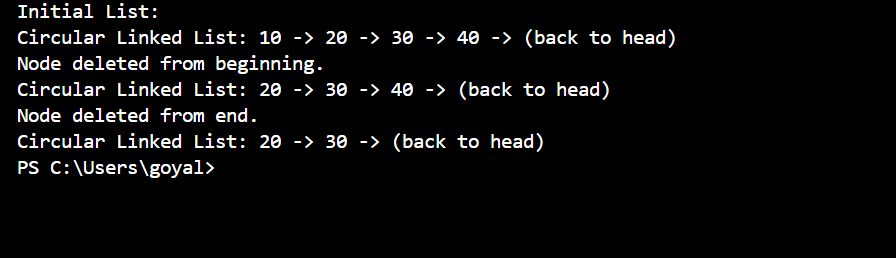 Initial List:
Circular Linked List: 10 -> 20 -> 30 -> 40 -> (back to head)
Node deleted from beginning.
Circular Linked List: 20 -> 30 -> 40 -> (back to head)
Node deleted from end.
Circular Linked List: 20 -> 30 -> (back to head)
PS C:\Users\goyal>